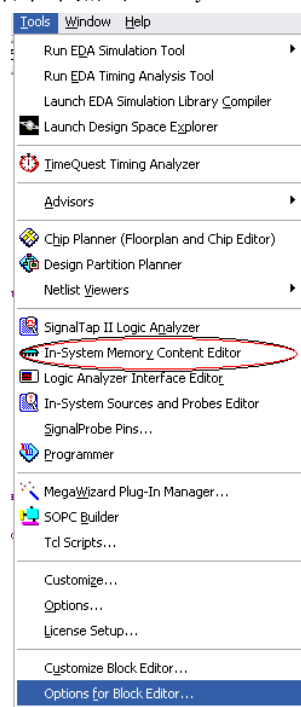 Tools Window Help
Run EDA Simulation Tool
Run EDA Timing Analysis Tool
Launch EDA Simulation Library Compiler
Launch Design Space Explorer
TimeQuest Timing Analyzer
Advisors
Chip Planner (Floorplan and Chip Editor)
Design Partition Planner
Netlist Viewers
SignalTap II Logic Analyzer
In-System Memory Content Editor
Logic Analyzer Interface Editor
In-System Sources and Probes Editor
SignalProbe Pins...
Programmer
MegaWizard Plug-In Manager...
SOPC Builder
Tcl Scripts...
Customize...
Options...
License Setup...
Customize Block Editor...
Options for Block Editor...